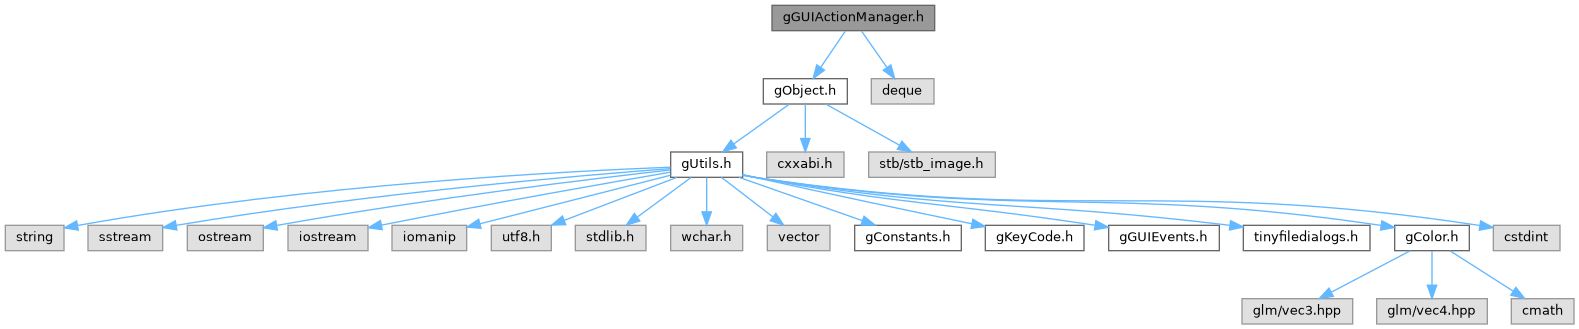 gGUIActionManager.h
gObject.h
deque
gUtils.h
cxxabi.h
stb/stb_image.h
string
sstream
ostream
iostream
iomanip
utf8.h
stdlib.h
wchar.h
vector
gConstants.h
gKeyCode.h
gGUIEvents.h
tinyfiledialogs.h
gColor.h
cstdint
glm/vec3.hpp
glm/vec4.hpp
cmath